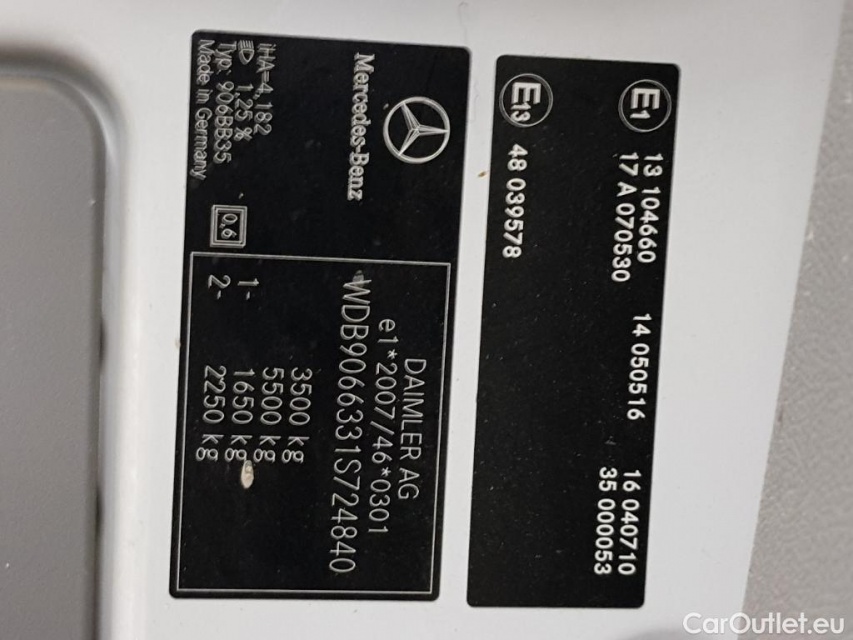 E1
13 104660 14 050516 16 040710
17 A 070530 35 000053
E13
48 039578
Mercedes-Benz
iHA=4,182
1,25 %
Typ: 906BB35
Made in Germany
0,6
DAIMLER AG
e1*2007/46*0301
WDB9066331S724840
3500 kg
5500 kg
1- 1650 kg
2- 2250 kg
CarOutlet.eu